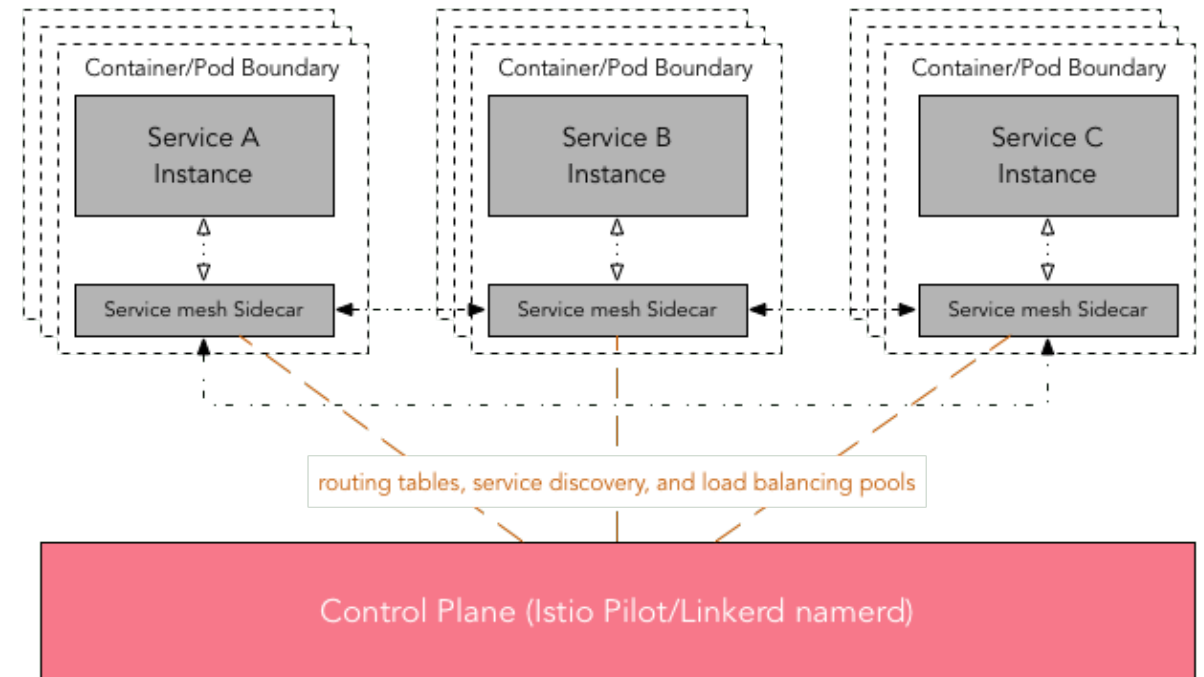 Container/Pod Boundary
Container/Pod Boundary
Container/Pod Boundary
Service A
Instance
Service B
Instance
Service C
Instance
Service mesh Sidecar
Service mesh Sidecar
Service mesh Sidecar
routing tables, service discovery, and load balancing pools
Control Plane (Istio Pilot/Linkerd namerd)